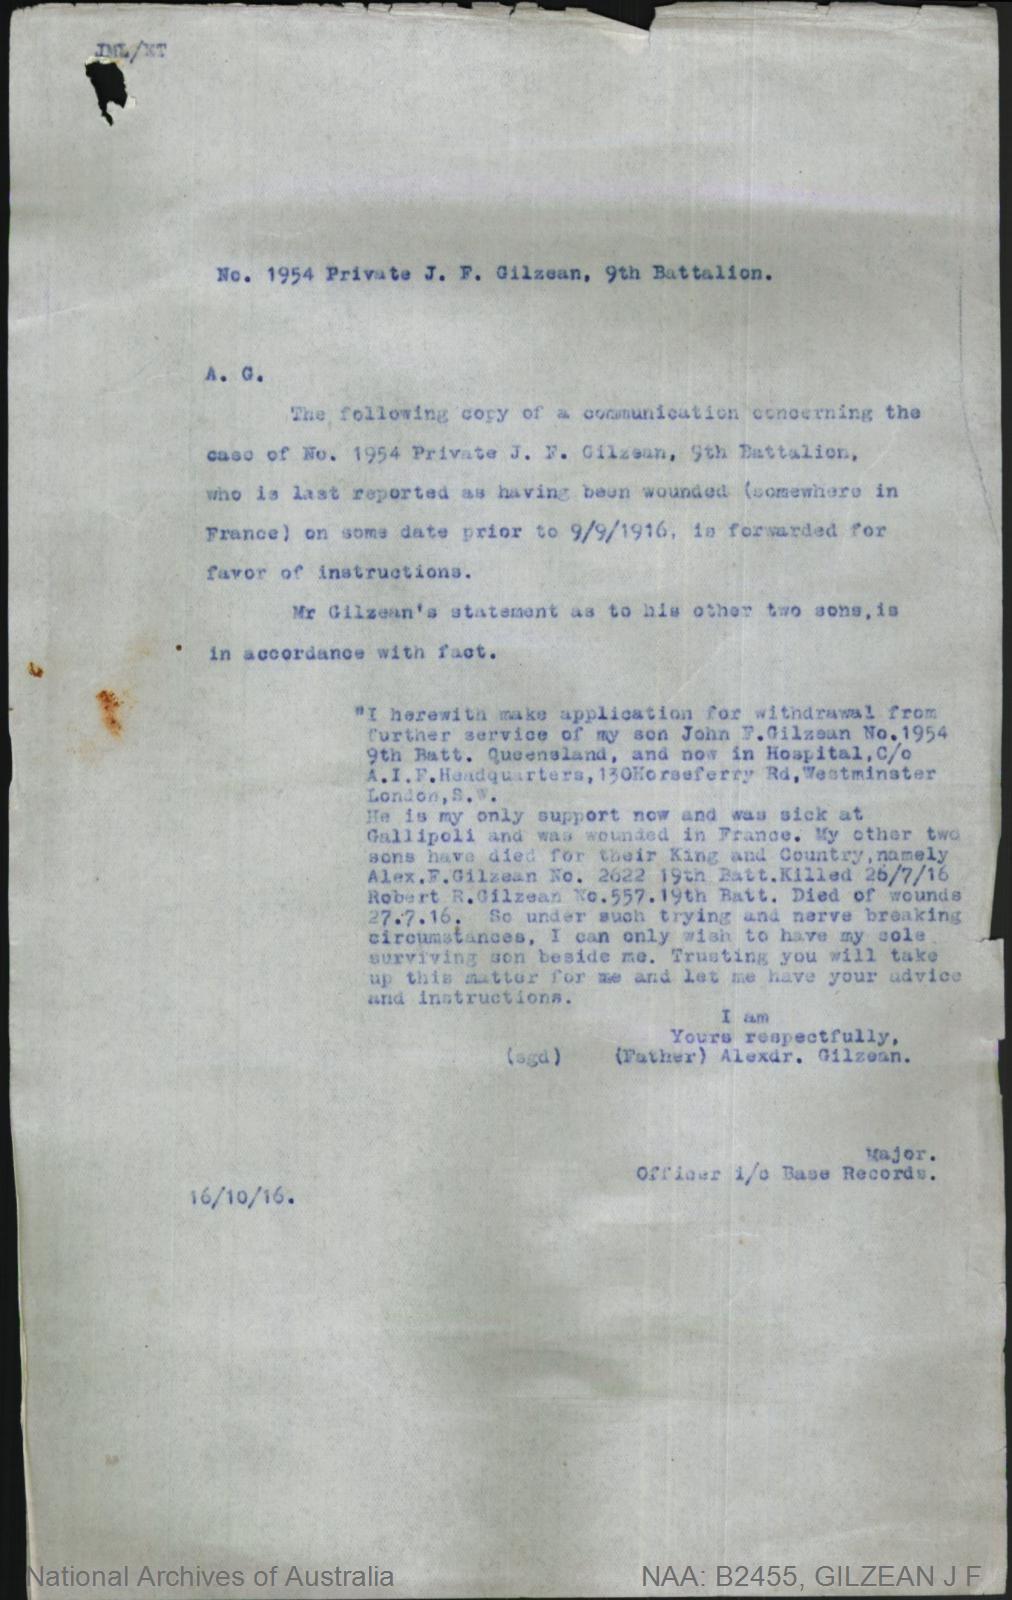 JML/KT
No. 1954 Private J. F. Gilzean, 9th Battalion.
A. G.
The following copy of a communication concerning the
case of No. 1954 Private J. F. Gilzean, 9th Battalion,
who is last reported as having been wounded (somewhere in
France) on some date prior to 9/9/1916, is forwarded for
favor of instructions.
Mr Gilzean's statement as to his other two sons,is
in accordance with fact.
"I herewith make application for withdrawal from
further service of my son John F.Gilzean No.1954
9th Batt. Queensland, and now in Hospital,C/o
A.I.F.Headquarters,130Horseferry Rd,Westminster
London,S.W.
He is my only support now and was sick at
Gallipoli and was wounded in France. My other two
sons have died for their King and Country,namely
Alex.F.Gilzean No. 2622 19th Batt.Killed 26/7/16
Robert R.Gilzean No.557.19th Batt. Died of wounds
27.7.16. So under such trying and nerve breaking
circumstances, I can only wish to have my sole
surviving son beside me. Trusting you will take
up this matter for me and let me have your advice
and instructions.
I am
Yours respectfully,
(sgd) (Father) Alexdr. Gilzean.
Major.
Officer i/c Base Records.
16/10/16.
National Archives of Australia NAA: B2455, GILZEAN J F